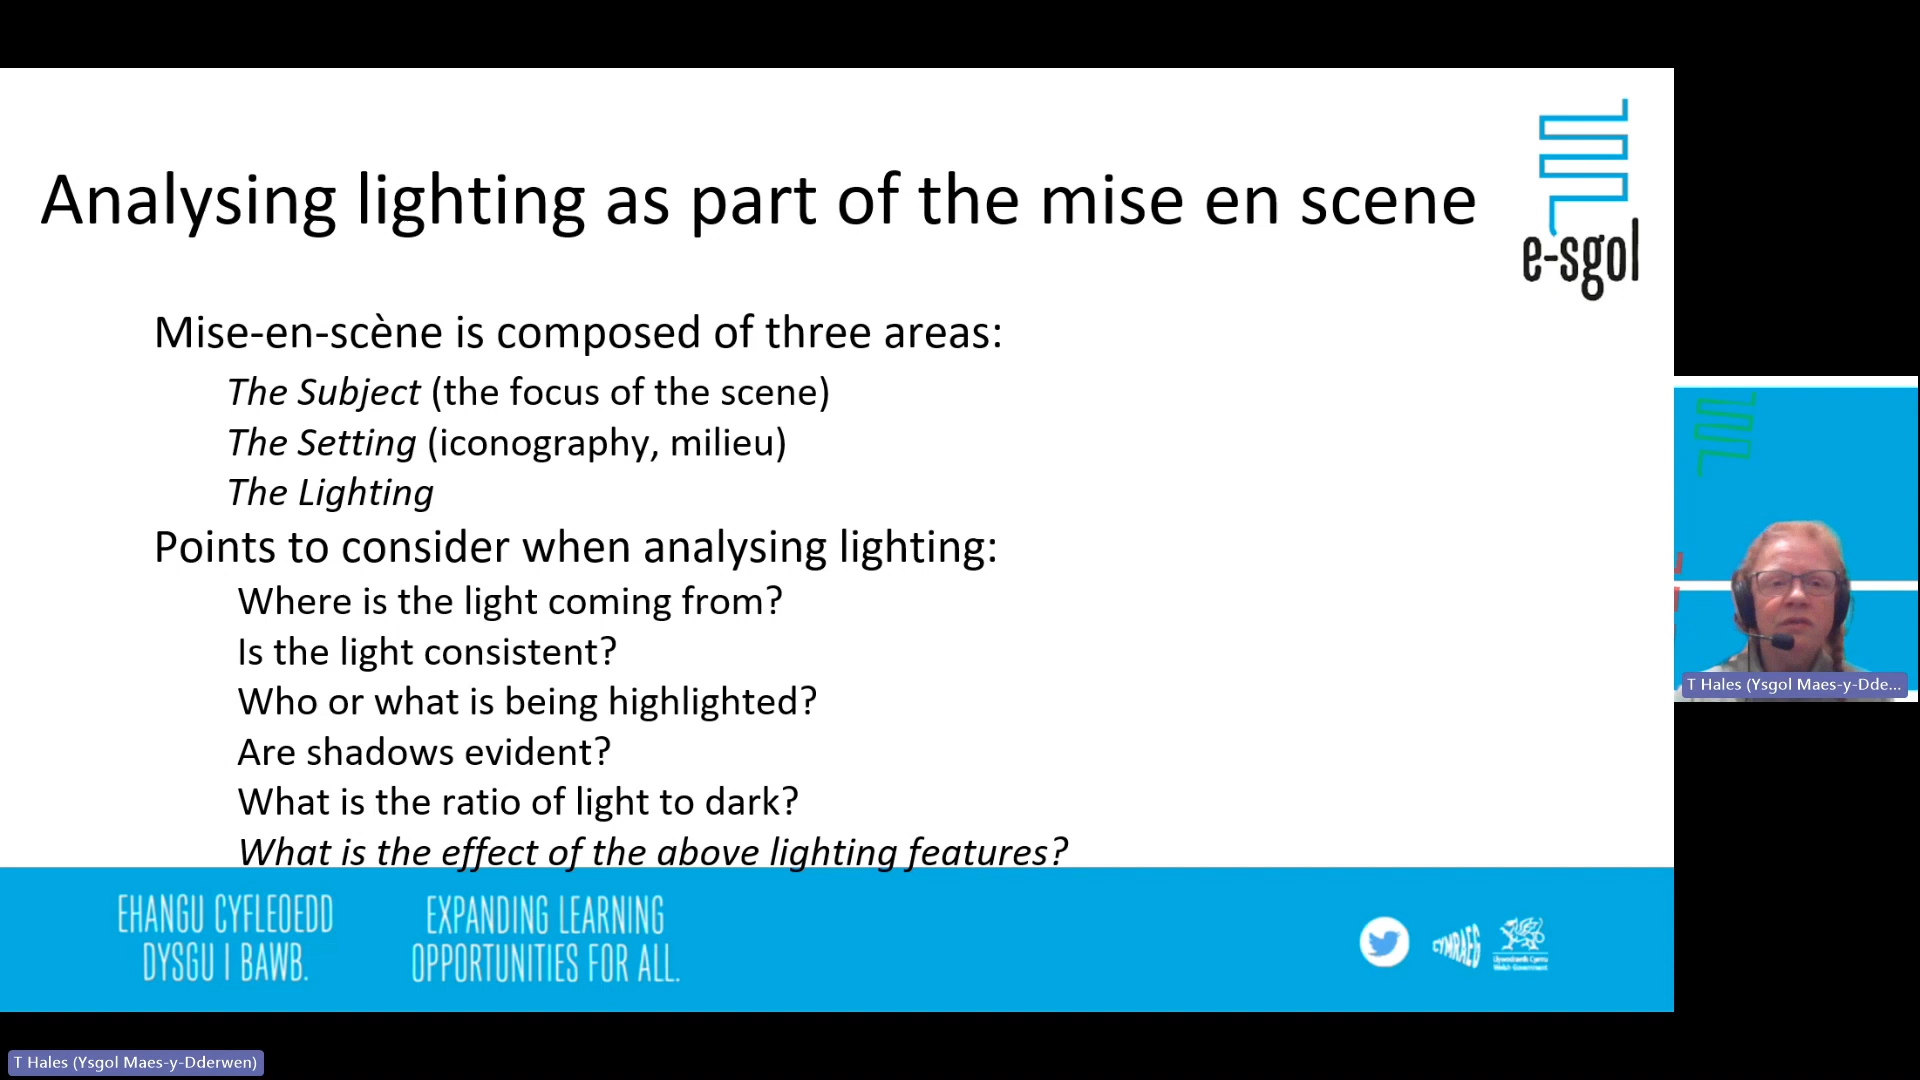 Analysing lighting as part of the mise en scene
e-sgol
Mise-en-scène is composed of three areas:
The Subject (the focus of the scene)
The Setting (iconography, milieu)
The Lighting
Points to consider when analysing lighting:
Where is the light coming from?
Is the light consistent?
Who or what is being highlighted?
Are shadows evident?
What is the ratio of light to dark?
What is the effect of the above lighting features?
T Hales (Ysgol Maes-y-Dde...
EHANGU CYFLEOEDD
DYSGU I BAWB.
EXPANDING LEARNING
OPPORTUNITIES FOR ALL.
CYMRAEG
Llywodraeth Cymru
Welsh Government
T Hales (Ysgol Maes-y-Dderwen)